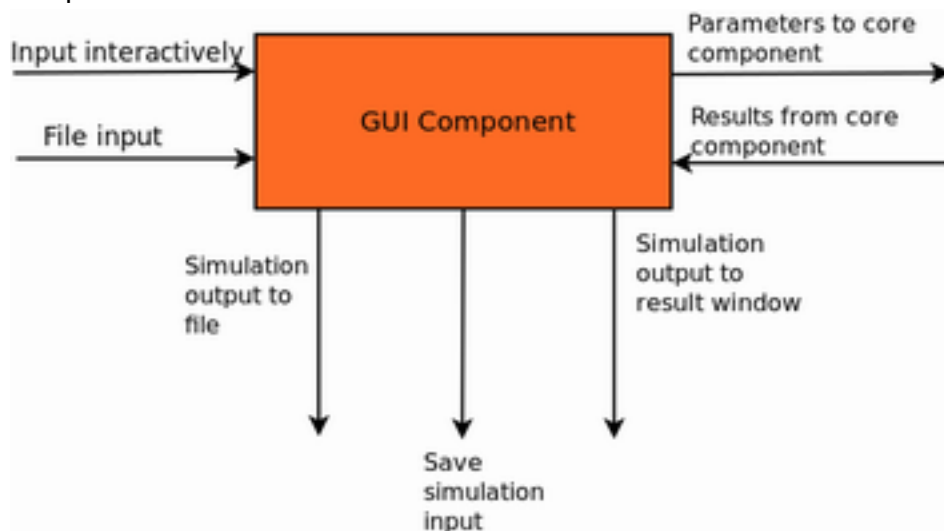 Input interactively
File input
GUI Component
Parameters to core
component
Results from core
component
Simulation
output to
file
Simulation
output to
result window
Save
simulation
input